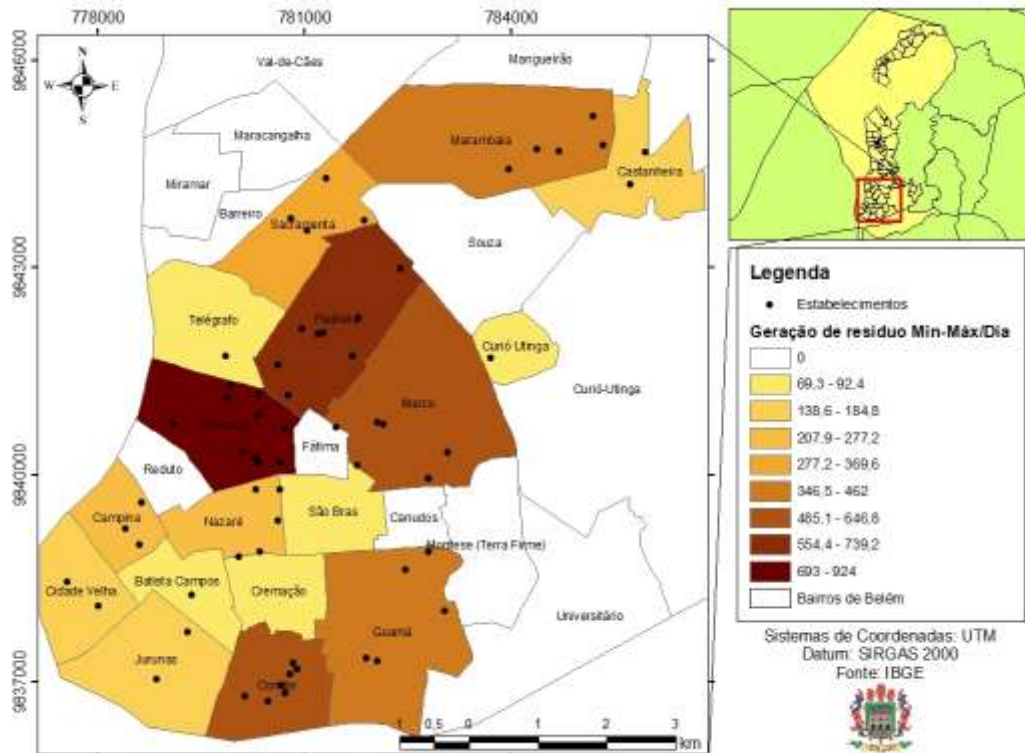 778000 781000 784000
9846000
9843000
9840000
9837000
N
W E
S
Val-de-Cães
Mangueirão
Maracangalha
Marambaia
Miramar
Castanheira
Barreiro
Sacramenta
Souza
Telégrafo
Curió Utinga
Curió-Utinga
Marco
Fátima
Reduto
Campina
Nazaré
São Bras
Canudos
Montese (Terra Firme)
Cidade Velha
Batista Campos
Cremação
Universitário
Guamá
Jurunas
1 0,5 0 1 2 3
km
Legenda
Estabelecimentos
Geração de residuo Min-Máx/Dia
0
69,3 - 92,4
138,6 - 184,8
207,9 - 277,2
277,2 - 369,6
346,5 - 462
485,1 - 646,8
554,4 - 739,2
693 - 924
Bairros de Belém
Sistemas de Coordenadas: UTM
Datum: SIRGAS 2000
Fonte: IBGE